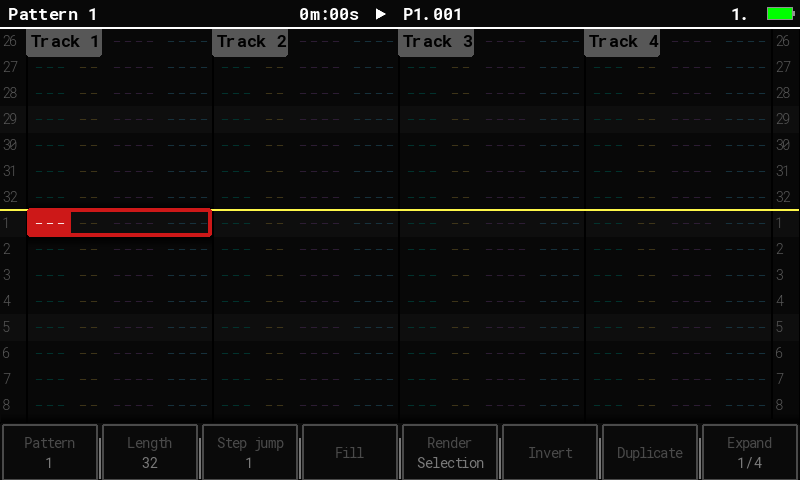 Pattern 1 0m:00s ▶ P1.001 1.
26 Track 1 Track 2 Track 3 Track 4 26
27 --- -- ---- ---- --- -- ---- ---- --- -- ---- ---- --- -- ---- ---- 27
28 --- -- ---- ---- --- -- ---- ---- --- -- ---- ---- --- -- ---- ---- 28
29 --- -- ---- ---- --- -- ---- ---- --- -- ---- ---- --- -- ---- ---- 29
30 --- -- ---- ---- --- -- ---- ---- --- -- ---- ---- --- -- ---- ---- 30
31 --- -- ---- ---- --- -- ---- ---- --- -- ---- ---- --- -- ---- ---- 31
32 --- -- ---- ---- --- -- ---- ---- --- -- ---- ---- --- -- ---- ---- 32
1 --- -- ---- ---- --- -- ---- ---- --- -- ---- ---- --- -- ---- ---- 1
2 --- -- ---- ---- --- -- ---- ---- --- -- ---- ---- --- -- ---- ---- 2
3 --- -- ---- ---- --- -- ---- ---- --- -- ---- ---- --- -- ---- ---- 3
4 --- -- ---- ---- --- -- ---- ---- --- -- ---- ---- --- -- ---- ---- 4
5 --- -- ---- ---- --- -- ---- ---- --- -- ---- ---- --- -- ---- ---- 5
6 --- -- ---- ---- --- -- ---- ---- --- -- ---- ---- --- -- ---- ---- 6
7 --- -- ---- ---- --- -- ---- ---- --- -- ---- ---- --- -- ---- ---- 7
8 --- -- ---- ---- --- -- ---- ---- --- -- ---- ---- --- -- ---- ---- 8
Pattern Length Step jump Fill Render Invert Duplicate Expand
1 32 1 Selection 1/4